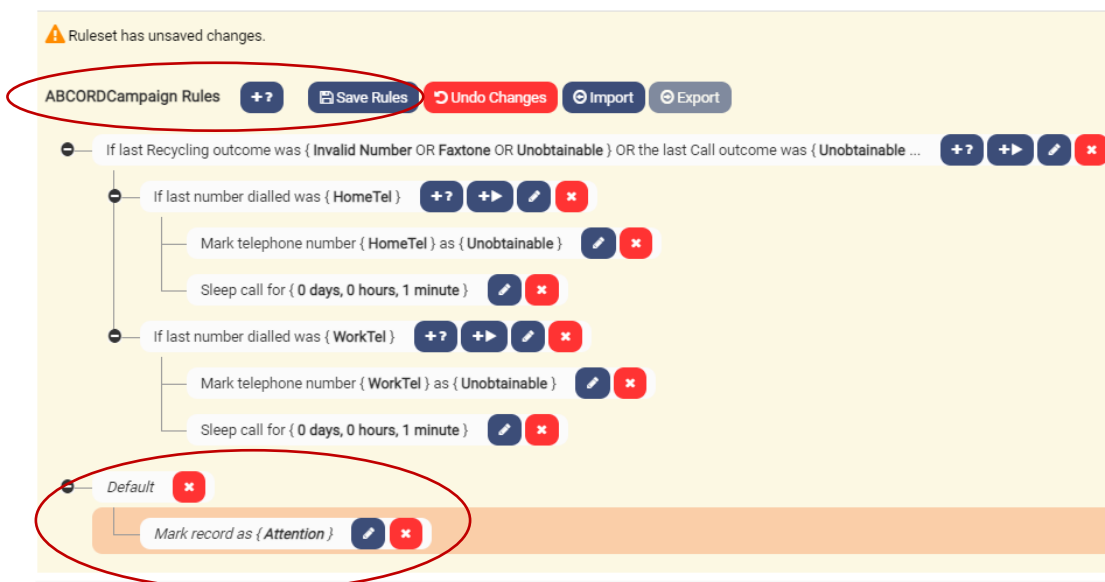 Ruleset has unsaved changes.
ABCORDCampaign Rules +? Save Rules Undo Changes Import Export
If last Recycling outcome was { Invalid Number OR Faxtone OR Unobtainable } OR the last Call outcome was { Unobtainable ... +? +
If last number dialled was { HomeTel } +? +
Mark telephone number { HomeTel } as { Unobtainable }
Sleep call for { 0 days, 0 hours, 1 minute }
If last number dialled was { WorkTel } +? +
Mark telephone number { WorkTel } as { Unobtainable }
Sleep call for { 0 days, 0 hours, 1 minute }
Default
Mark record as { Attention }